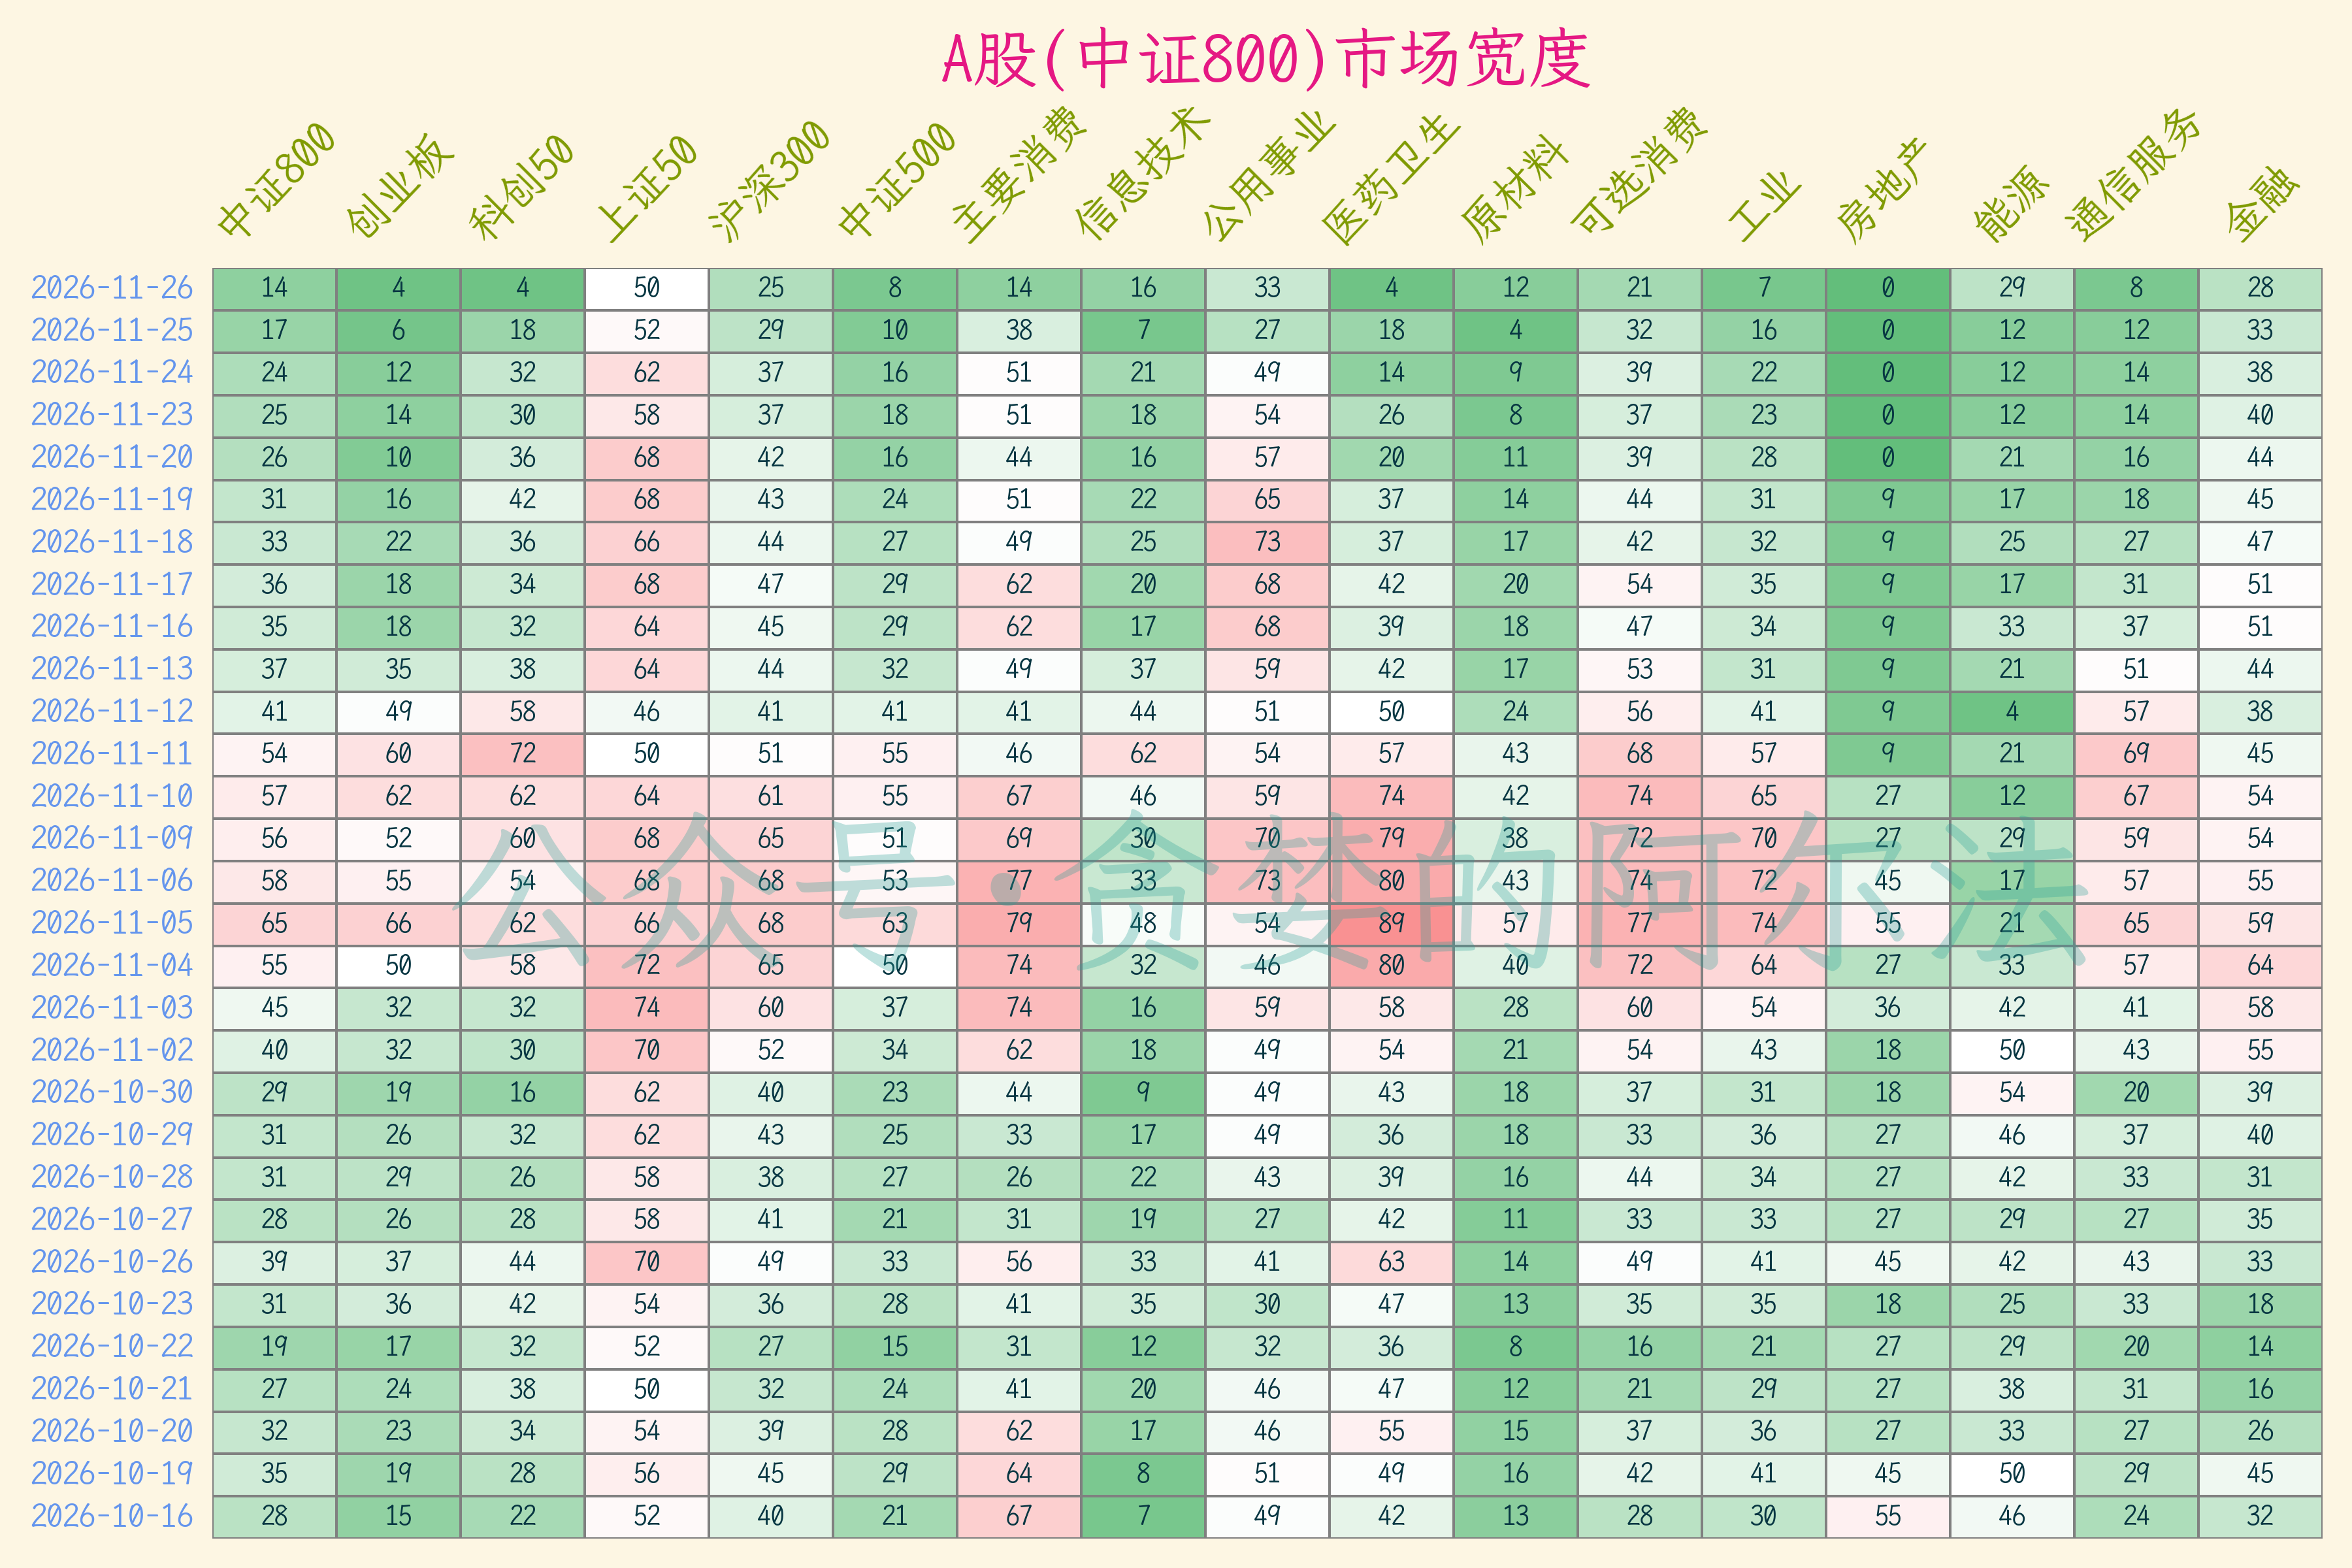 A股(中证800)市场宽度
中证800 创业板 科创50 上证50 沪深300 中证500 主要消费 信息技术 公用事业 医药卫生 原材料 可选消费 工业 房地产 能源 通信服务 金融
2026-11-26 14 4 4 50 25 8 14 16 33 4 12 21 7 0 29 8 28
2026-11-25 17 6 18 52 29 10 38 7 27 18 4 32 16 0 12 12 33
2026-11-24 24 12 32 62 37 16 51 21 49 14 9 39 22 0 12 14 38
2026-11-23 25 14 30 58 37 18 51 18 54 26 8 37 23 0 12 14 40
2026-11-20 26 10 36 68 42 16 44 16 57 20 11 39 28 0 21 16 44
2026-11-19 31 16 42 68 43 24 51 22 65 37 14 44 31 9 17 18 45
2026-11-18 33 22 36 66 44 27 49 25 73 37 17 42 32 9 25 27 47
2026-11-17 36 18 34 68 47 29 62 20 68 42 20 54 35 9 17 31 51
2026-11-16 35 18 32 64 45 29 62 17 68 39 18 47 34 9 33 37 51
2026-11-13 37 35 38 64 44 32 49 37 59 42 17 53 31 9 21 51 44
2026-11-12 41 49 58 46 41 41 41 44 51 50 24 56 41 9 4 57 38
2026-11-11 54 60 72 50 51 55 46 62 54 57 43 68 57 9 21 69 45
2026-11-10 57 62 62 64 61 55 67 46 59 74 42 74 65 27 12 67 54
2026-11-09 56 52 60 68 65 51 69 30 70 79 38 72 70 27 29 59 54
2026-11-06 58 55 54 68 68 53 77 33 73 80 43 74 72 45 17 57 55
2026-11-05 65 66 62 66 68 63 79 48 54 89 57 77 74 55 21 65 59
2026-11-04 55 50 58 72 65 50 74 32 46 80 40 72 64 27 33 57 64
2026-11-03 45 32 32 74 60 37 74 16 59 58 28 60 54 36 42 41 58
2026-11-02 40 32 30 70 52 34 62 18 49 54 21 54 43 18 50 43 55
2026-10-30 29 19 16 62 40 23 44 9 49 43 18 37 31 18 54 20 39
2026-10-29 31 26 32 62 43 25 33 17 49 36 18 33 36 27 46 37 40
2026-10-28 31 29 26 58 38 27 26 22 43 39 16 44 34 27 42 33 31
2026-10-27 28 26 28 58 41 21 31 19 27 42 11 33 33 27 29 27 35
2026-10-26 39 37 44 70 49 33 56 33 41 63 14 49 41 45 42 43 33
2026-10-23 31 36 42 54 36 28 41 35 30 47 13 35 35 18 25 33 18
2026-10-22 19 17 32 52 27 15 31 12 32 36 8 16 21 27 29 20 14
2026-10-21 27 24 38 50 32 24 41 20 46 47 12 21 29 27 38 31 16
2026-10-20 32 23 34 54 39 28 62 17 46 55 15 37 36 27 33 27 26
2026-10-19 35 19 28 56 45 29 64 8 51 49 16 42 41 45 50 29 45
2026-10-16 28 15 22 52 40 21 67 7 49 42 13 28 30 55 46 24 32
公众号·贪婪的阿尔法